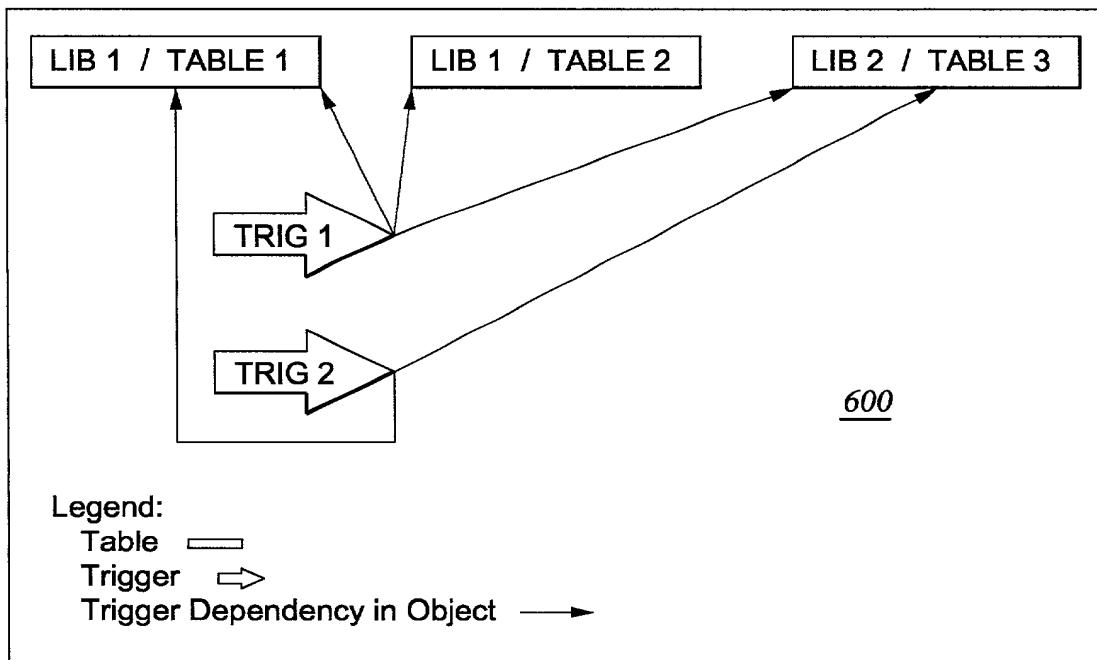 LIB 1 / TABLE 1
LIB 1 / TABLE 2
LIB 2 / TABLE 3
TRIG 1
TRIG 2
600
Legend:
Table
Trigger
Trigger Dependency in Object